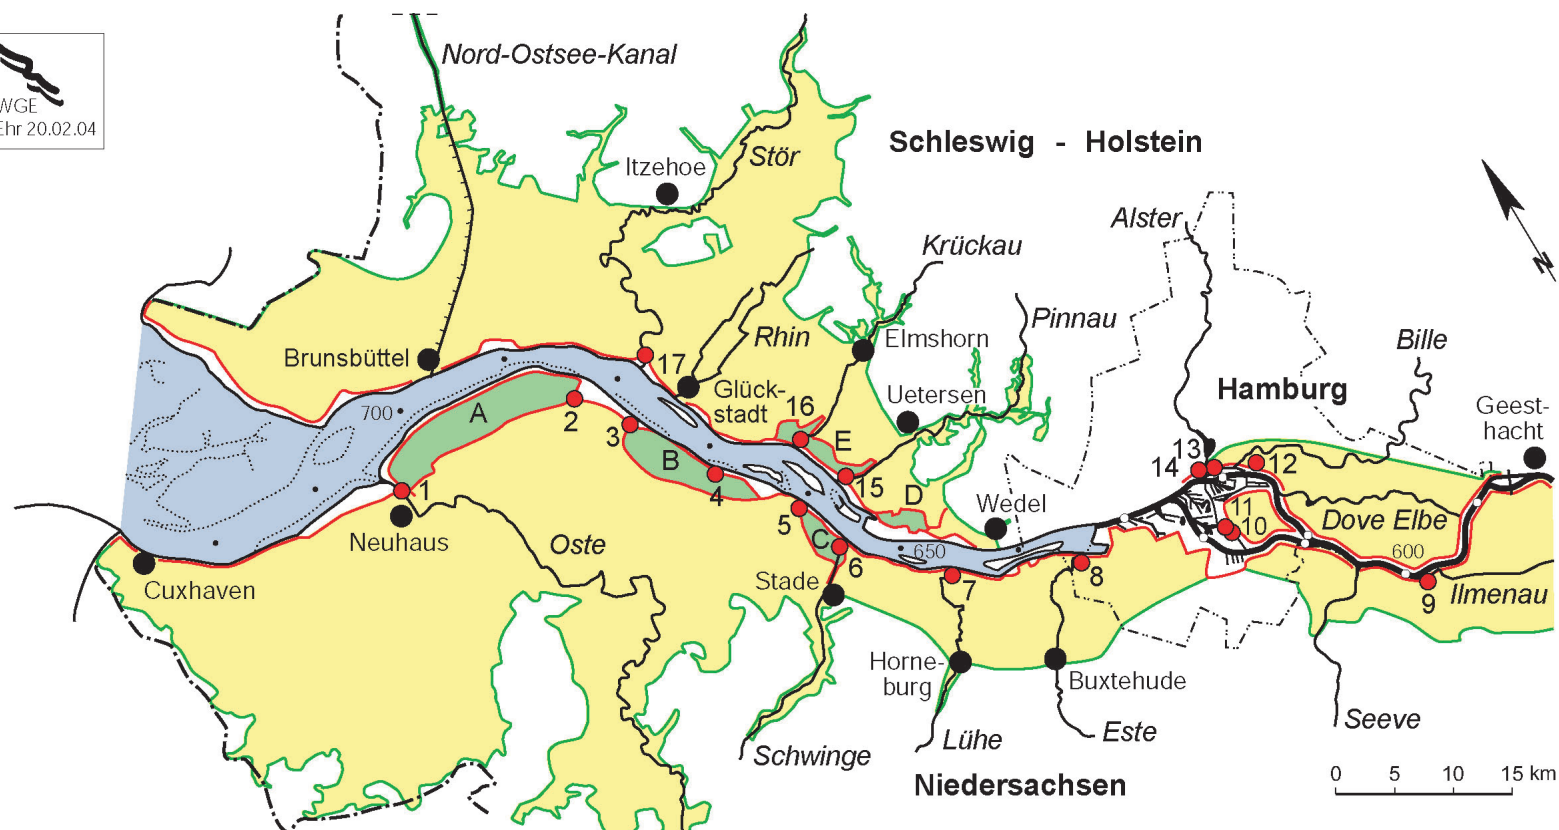 Nord-Ostsee-Kanal
WGE
Ehr 20.02.04
Schleswig - Holstein
Stör
Itzehoe
Alster
Krückau
N
Pinnau
Rhin
Elmshorn
Bille
Brunsbüttel
17
Glück-
stadt
Uetersen
Hamburg
Geest-
hacht
700
A
2
16
3
E
13
14
12
B
4
15
D
1
Wedel
5
11
10
Dove Elbe
Neuhaus
Oste
C
6
650
600
Cuxhaven
Stade
7
8
9
Ilmenau
Horne-
burg
Buxtehude
Seeve
Schwinge
Lühe
Este
Niedersachsen
0 5 10 15 km